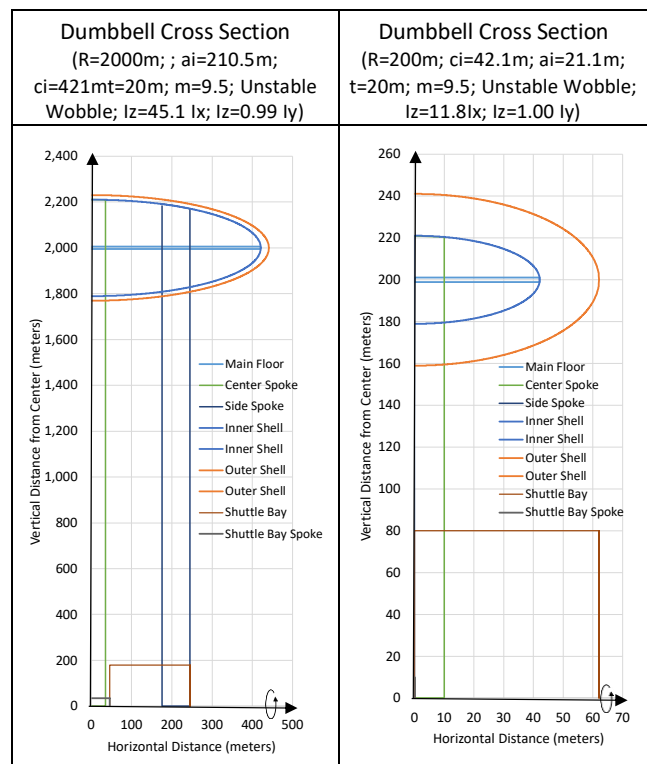 Dumbbell Cross Section
(R=2000m; ; ai=210.5m;
ci=421mt=20m; m=9.5; Unstable
Wobble; Iz=45.1 Ix; Iz=0.99 Iy)
Dumbbell Cross Section
(R=200m; ci=42.1m; ai=21.1m;
t=20m; m=9.5; Unstable Wobble;
Iz=11.8Ix; Iz=1.00 Iy)
Vertical Distance from Center (meters)
2,400
2,200
2,000
1,800
1,600
1,400
1,200
1,000
800
600
400
200
0
0
100
200
300
400
500
Horizontal Distance (meters)
Main Floor
Center Spoke
Side Spoke
Inner Shell
Inner Shell
Outer Shell
Outer Shell
Shuttle Bay
Shuttle Bay Spoke
Vertical Distance from Center (meters)
260
240
220
200
180
160
140
120
100
80
60
40
20
0
0
10
20
30
40
50
60
70
Horizontal Distance (meters)
Main Floor
Center Spoke
Side Spoke
Inner Shell
Inner Shell
Outer Shell
Outer Shell
Shuttle Bay
Shuttle Bay Spoke